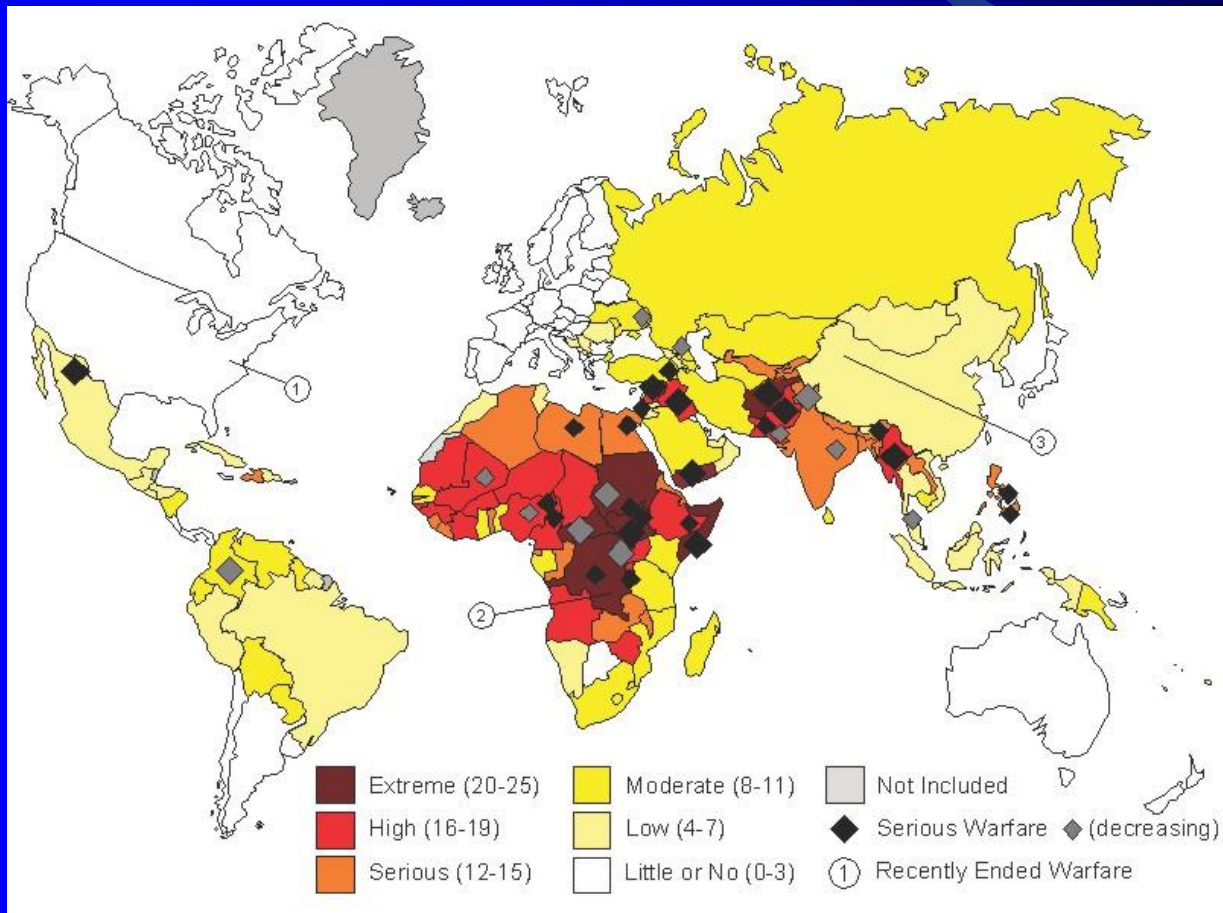 1
3
2
Extreme (20-25)
High (16-19)
Serious (12-15)
Moderate (8-11)
Low (4-7)
Little or No (0-3)
Not Included
Serious Warfare (decreasing)
1 Recently Ended Warfare